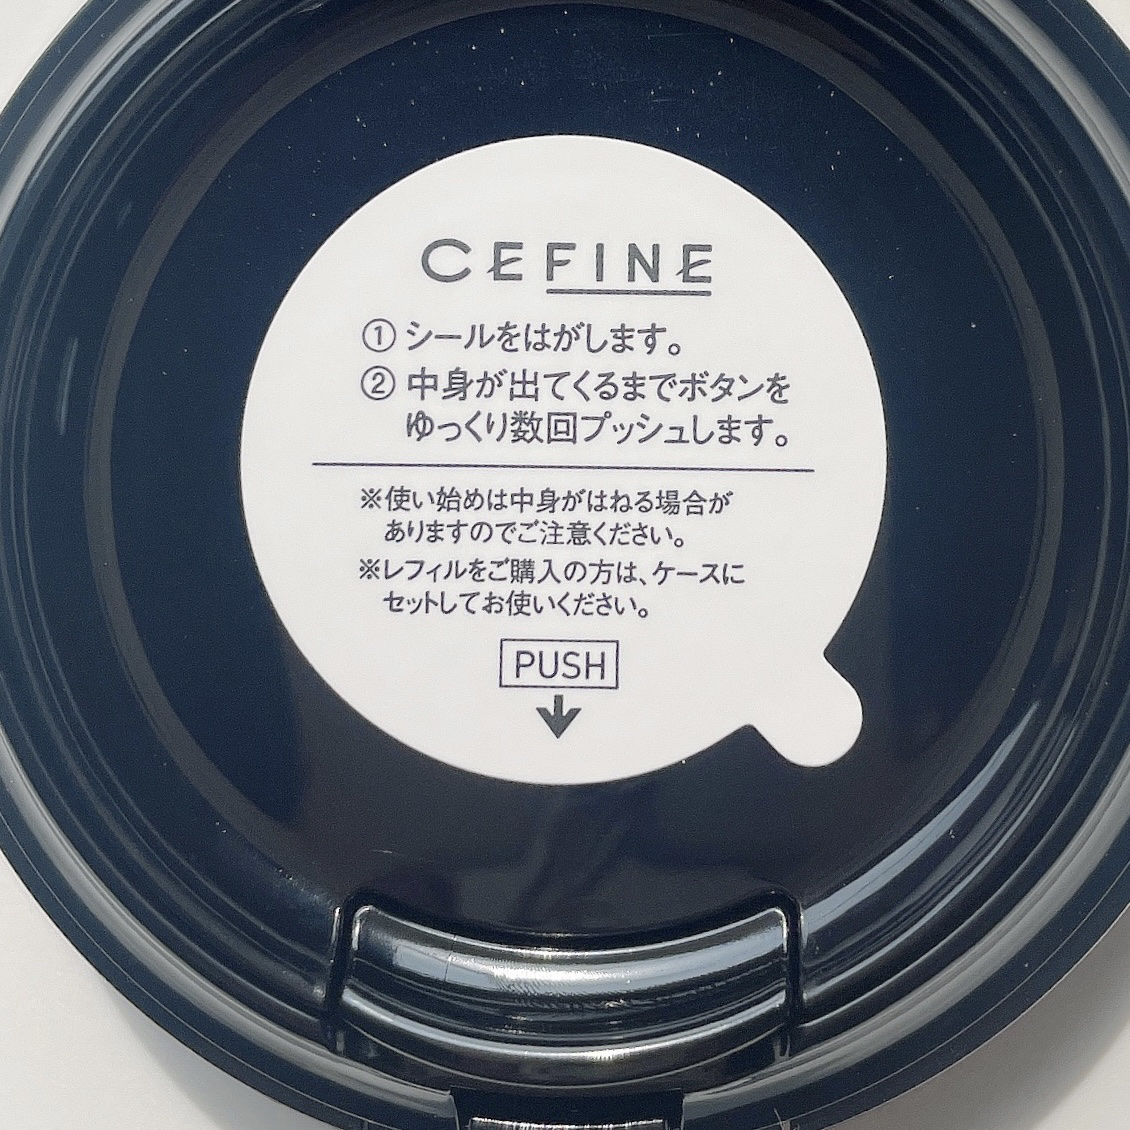 CEFINE
① シールをはがします。
② 中身が出てくるまでボタンを
ゆっくり数回プッシュします。
※使い始めは中身がはねる場合が
ありますのでご注意ください。
※レフィルをご購入の方は、ケースに
セットしてお使いください。
PUSH